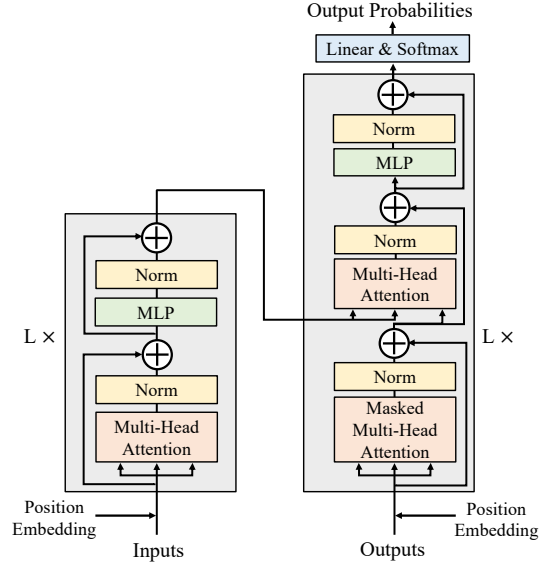 Output Probabilities
Linear & Softmax
Norm
MLP
Norm
Multi-Head
Attention
Norm
Masked
Multi-Head
Attention
L ×
Position
Embedding
Outputs
Norm
MLP
Norm
Multi-Head
Attention
L ×
Position
Embedding
Inputs